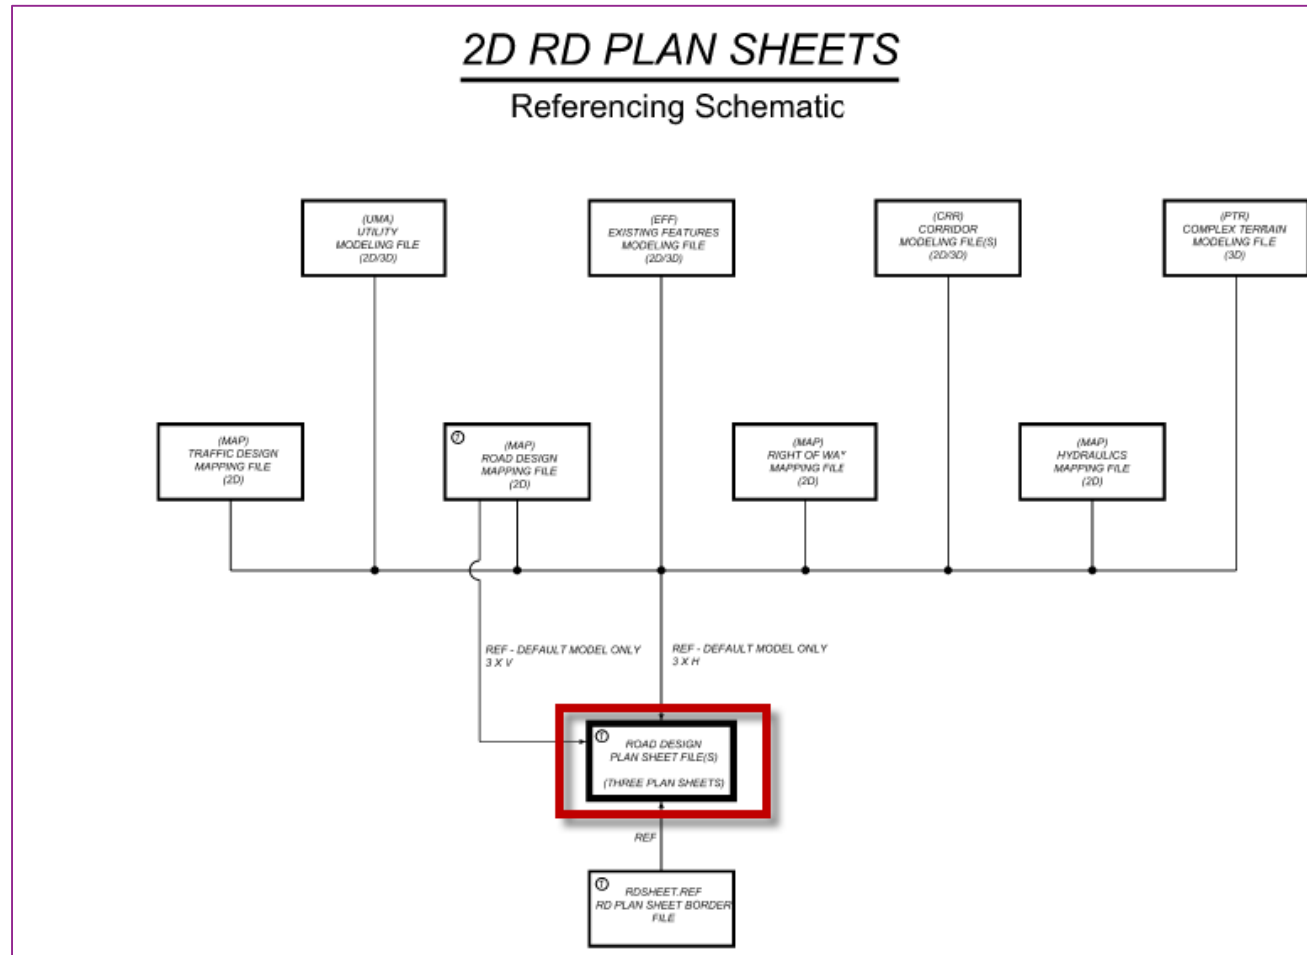 2D RD PLAN SHEETS
Referencing Schematic
(UMA)
UTILITY
MODELING FILE
(2D/3D)
(EFF)
EXISTING FEATURES
MODELING FILE
(2D/3D)
(CRR)
CORRIDOR
MODELING FILE(S)
(2D/3D)
(PTR)
COMPLEX TERRAIN
MODELING FILE
(3D)
(MAP)
TRAFFIC DESIGN
MAPPING FILE
(2D)
7
(MAP)
ROAD DESIGN
MAPPING FILE
(2D)
(MAP)
RIGHT OF WAY
MAPPING FILE
(2D)
(MAP)
HYDRAULICS
MAPPING FILE
(2D)
REF - DEFAULT MODEL ONLY
3 X V
REF - DEFAULT MODEL ONLY
3 X H
T
ROAD DESIGN
PLAN SHEET FILE(S)
(THREE PLAN SHEETS)
REF
T
RDSHEET.REF
RD PLAN SHEET BORDER
FILE